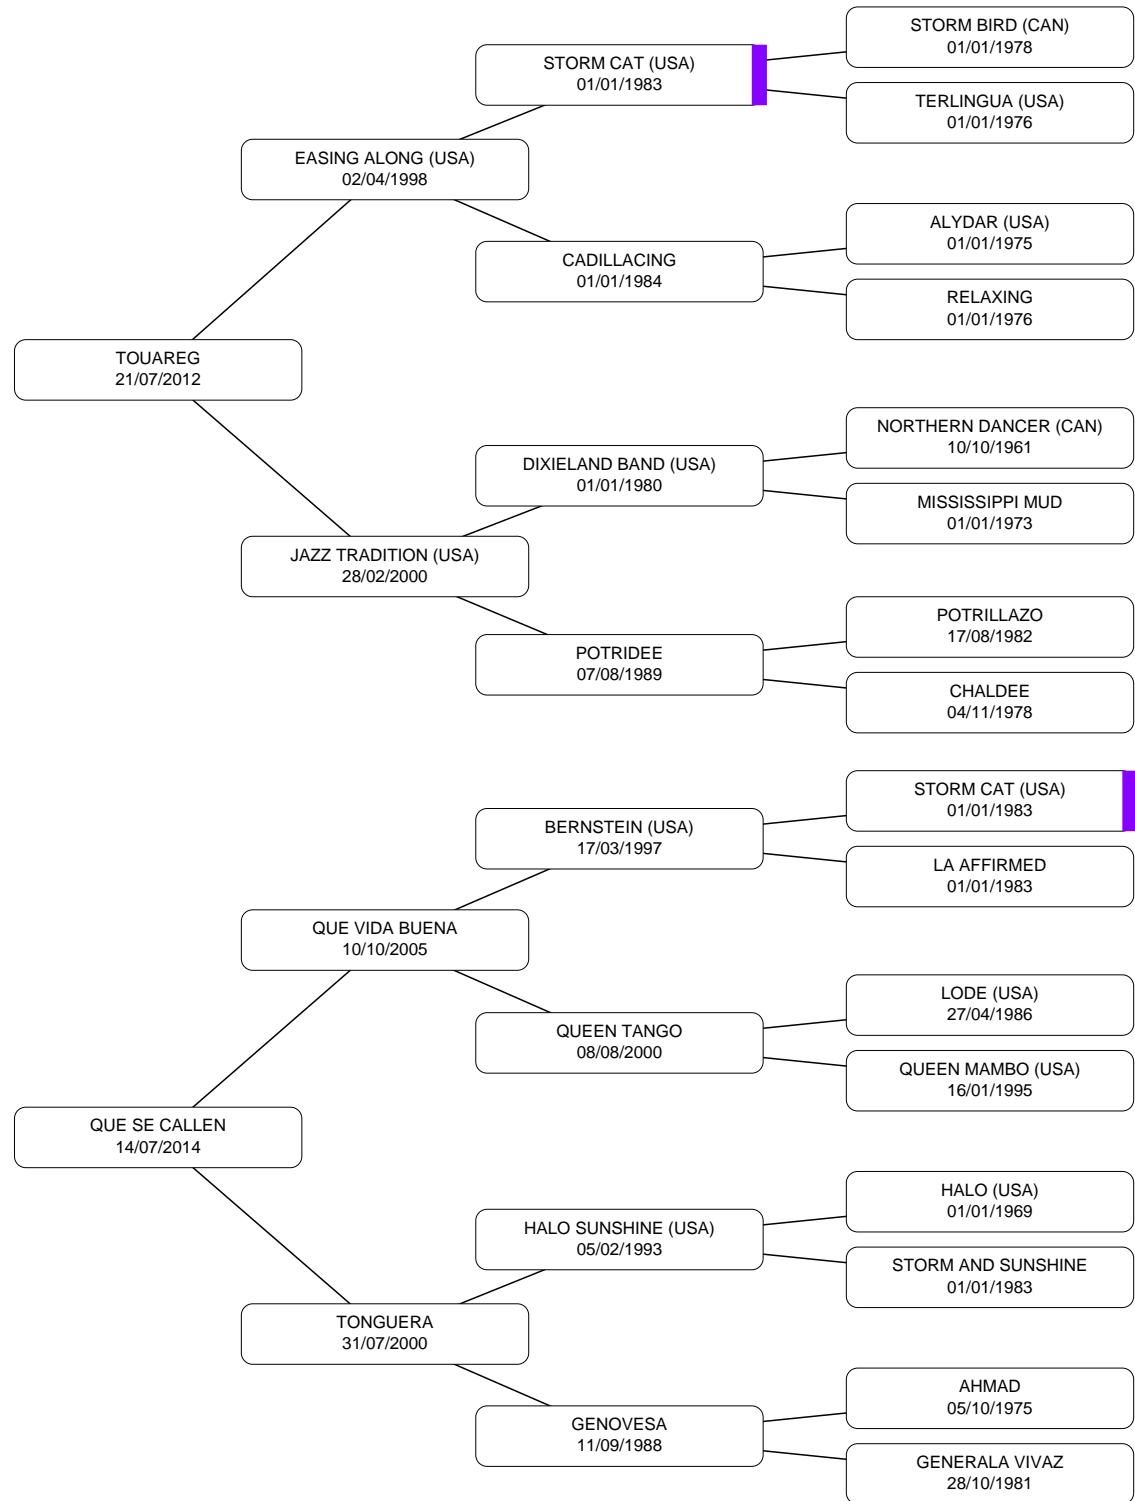 STORM BIRD (CAN)
01/01/1978
STORM CAT (USA)
01/01/1983
TERLINGUA (USA)
01/01/1976
EASING ALONG (USA)
02/04/1998
ALYDAR (USA)
01/01/1975
CADILLACING
01/01/1984
RELAXING
01/01/1976
TOUAREG
21/07/2012
NORTHERN DANCER (CAN)
10/10/1961
DIXIELAND BAND (USA)
01/01/1980
MISSISSIPPI MUD
01/01/1973
JAZZ TRADITION (USA)
28/02/2000
POTRILLAZO
17/08/1982
POTRIDEE
07/08/1989
CHALDEE
04/11/1978
STORM CAT (USA)
01/01/1983
BERNSTEIN (USA)
17/03/1997
LA AFFIRMED
01/01/1983
QUE VIDA BUENA
10/10/2005
LODE (USA)
27/04/1986
QUEEN TANGO
08/08/2000
QUEEN MAMBO (USA)
16/01/1995
QUE SE CALLEN
14/07/2014
HALO (USA)
01/01/1969
HALO SUNSHINE (USA)
05/02/1993
STORM AND SUNSHINE
01/01/1983
TONGUERA
31/07/2000
AHMAD
05/10/1975
GENOVESA
11/09/1988
GENERALA VIVAZ
28/10/1981